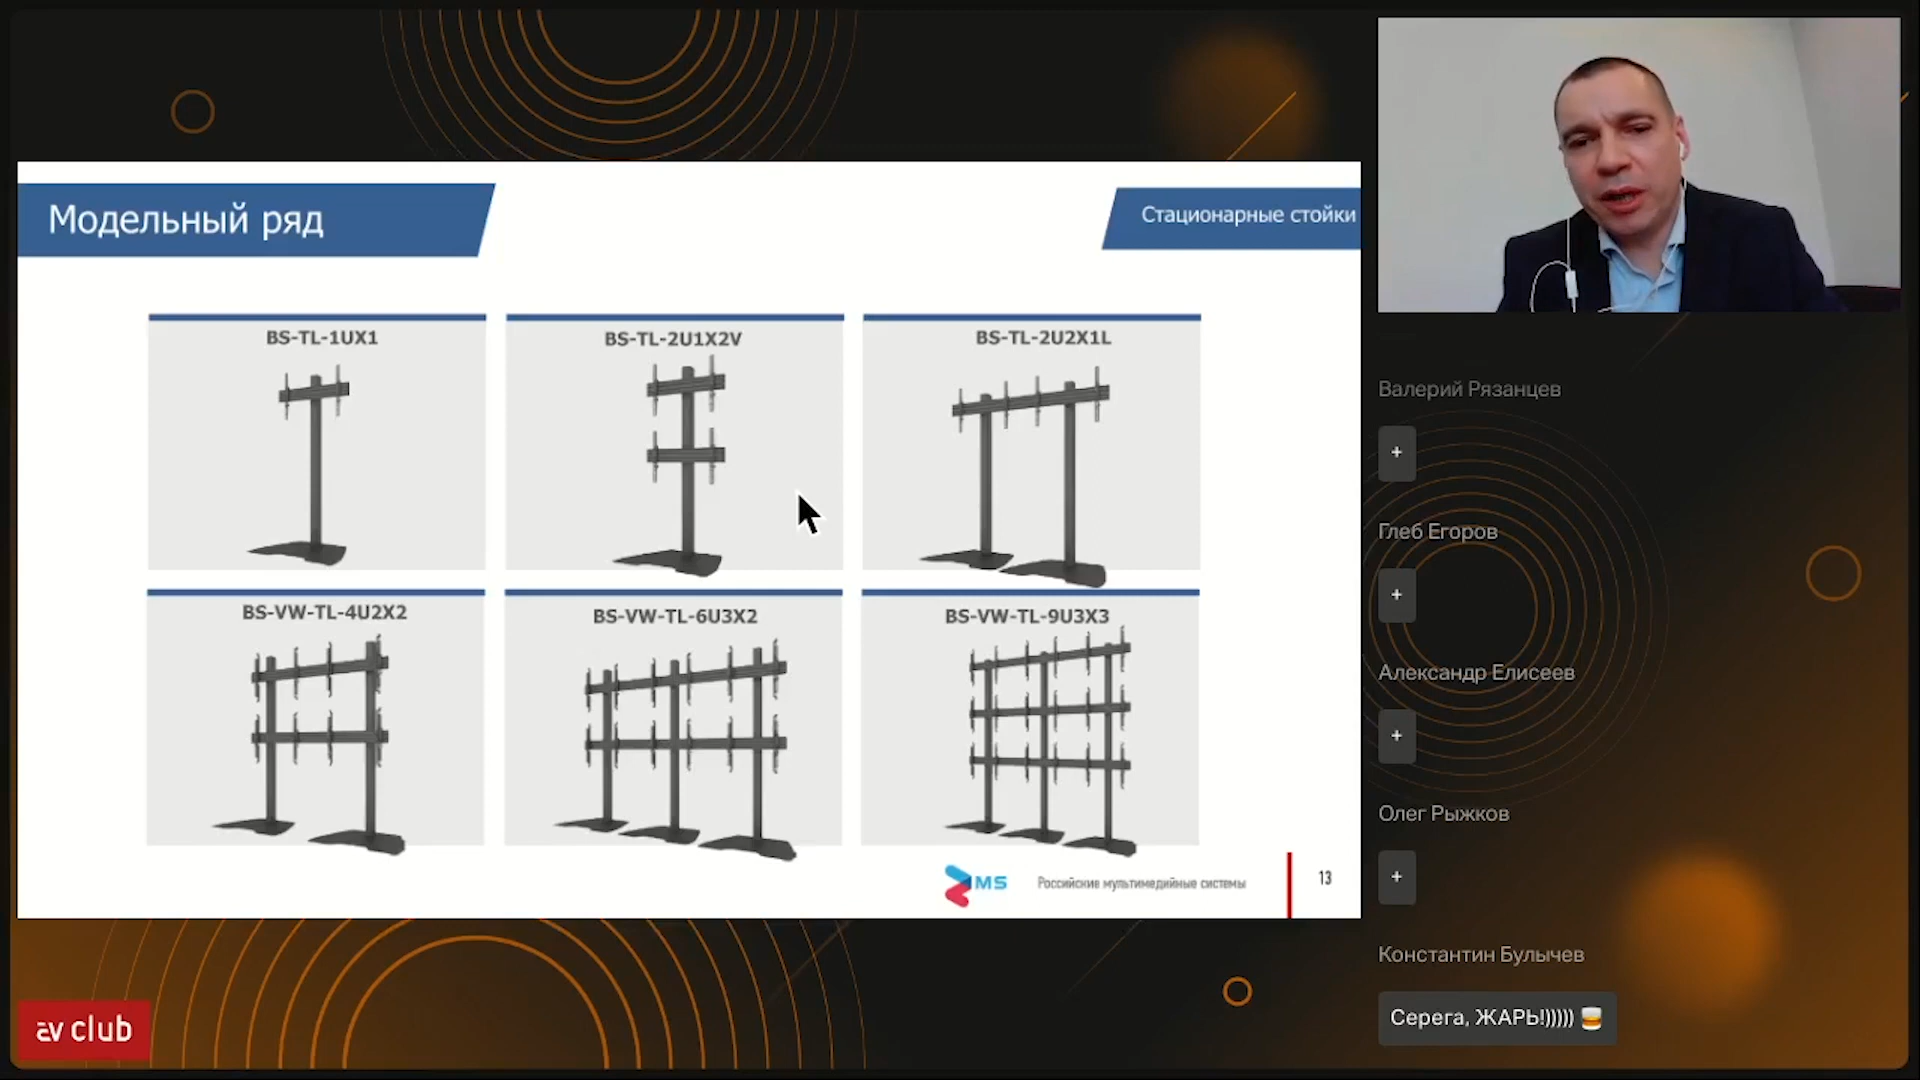 Модельный ряд
Стационарные стойки
BS-TL-1UX1
BS-TL-2U1X2V
BS-TL-2U2X1L
BS-VW-TL-4U2X2
BS-VW-TL-6U3X2
BS-VW-TL-9U3X3
MS
Российские мультимедийные системы
13
av club
Валерий Рязанцев
+
Глеб Егоров
+
Александр Елисеев
+
Олег Рыжков
+
Константин Булычев
Серега, ЖАРЬ!))))) 🥃